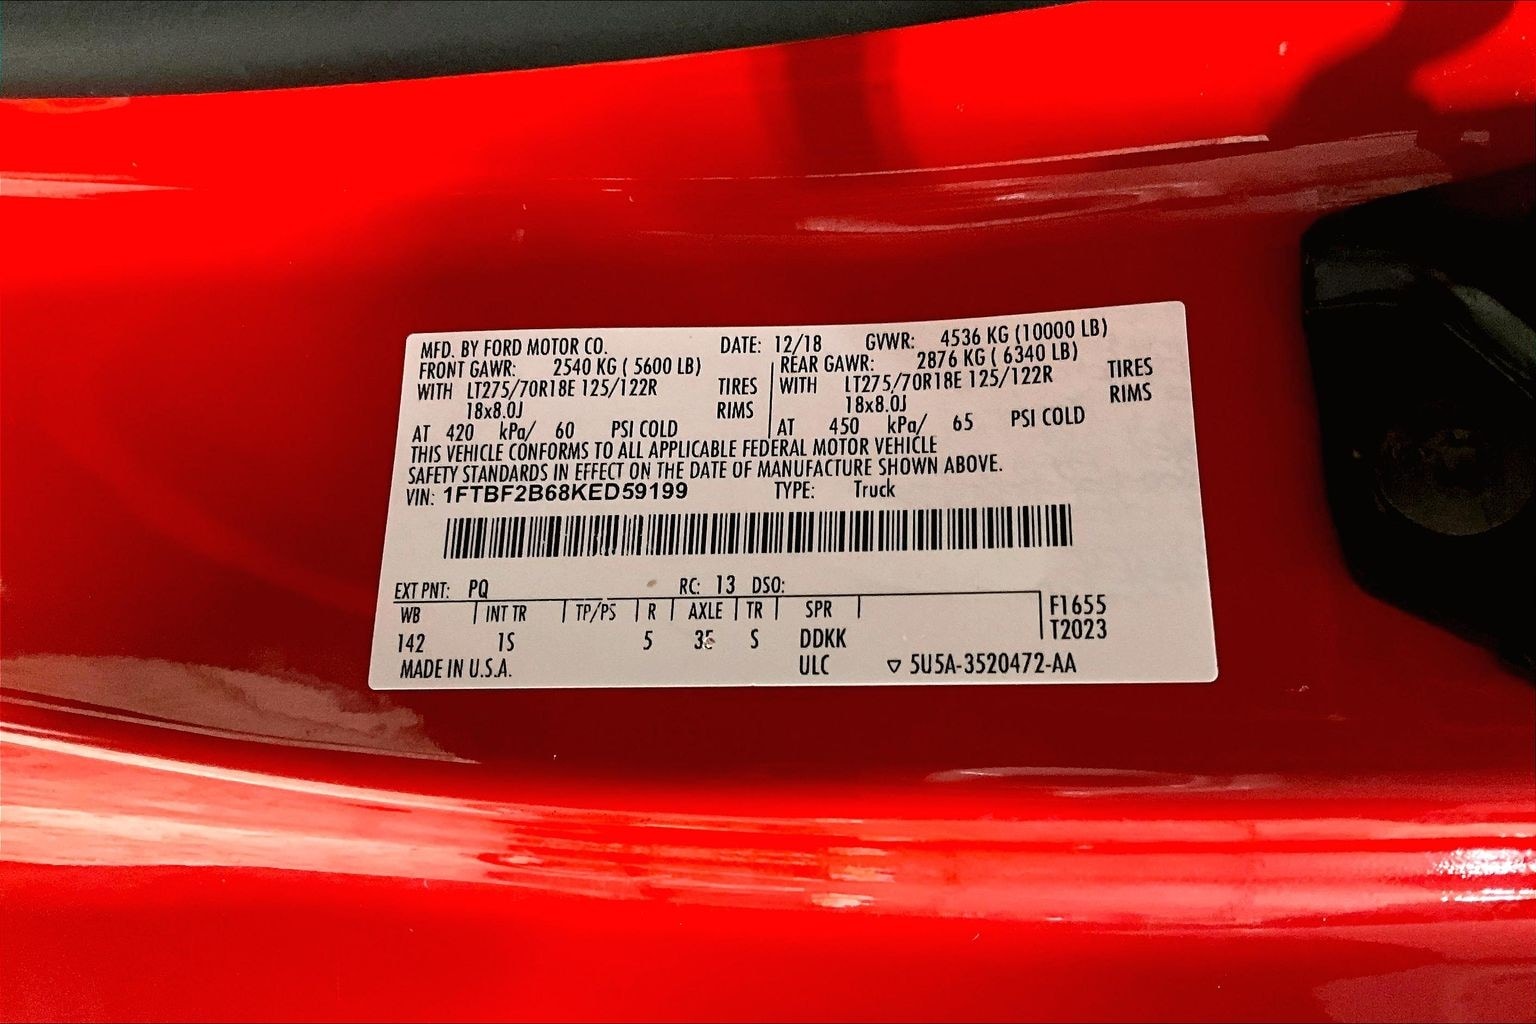 MFD. BY FORD MOTOR CO. DATE: 12/18 GVWR: 4536 KG (10000 LB)
FRONT GAWR: 2540 KG ( 5600 LB) REAR GAWR: 2876 KG ( 6340 LB)
WITH LT275/70R18E 125/122R TIRES WITH LT275/70R18E 125/122R TIRES
18x8.0J RIMS 18x8.0J RIMS
AT 420 kPa/ 60 PSI COLD AT 450 kPa/ 65 PSI COLD
THIS VEHICLE CONFORMS TO ALL APPLICABLE FEDERAL MOTOR VEHICLE
SAFETY STANDARDS IN EFFECT ON THE DATE OF MANUFACTURE SHOWN ABOVE.
VIN: 1FTBF2B68KED59199 TYPE: Truck
EXT PNT: PQ RC: 13 DSO:
WB INT TR TP/PS R AXLE TR SPR F1655
142 1S 5 S DDKK T2023
MADE IN U.S.A. ULC ▽ 5U5A-3520472-AA